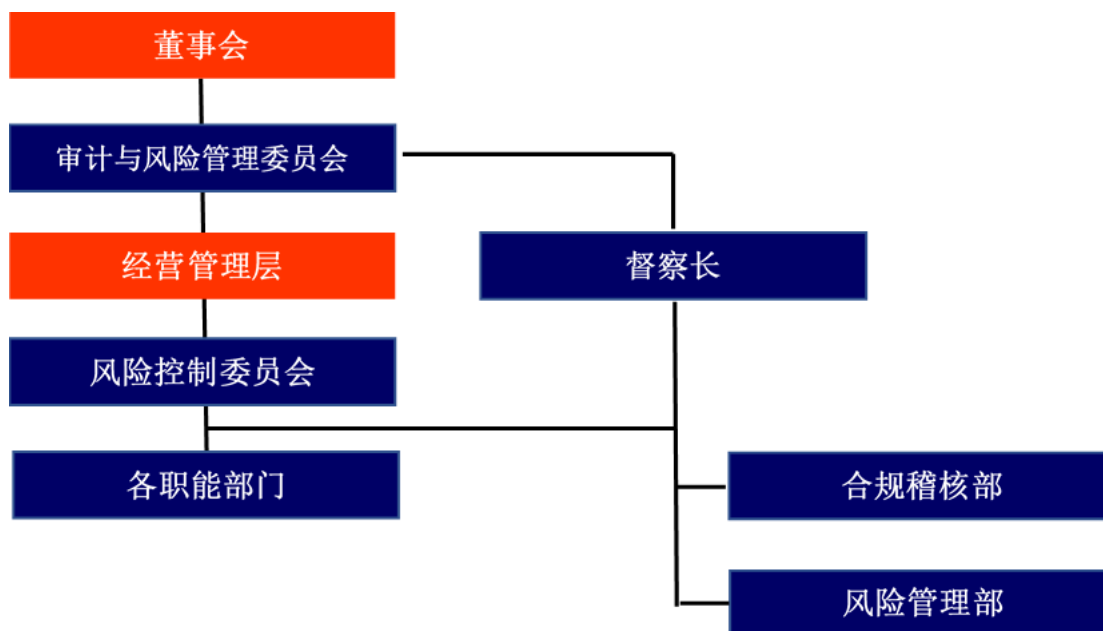 董事会
审计与风险管理委员会
经营管理层
督察长
风险控制委员会
各职能部门
合规稽核部
风险管理部